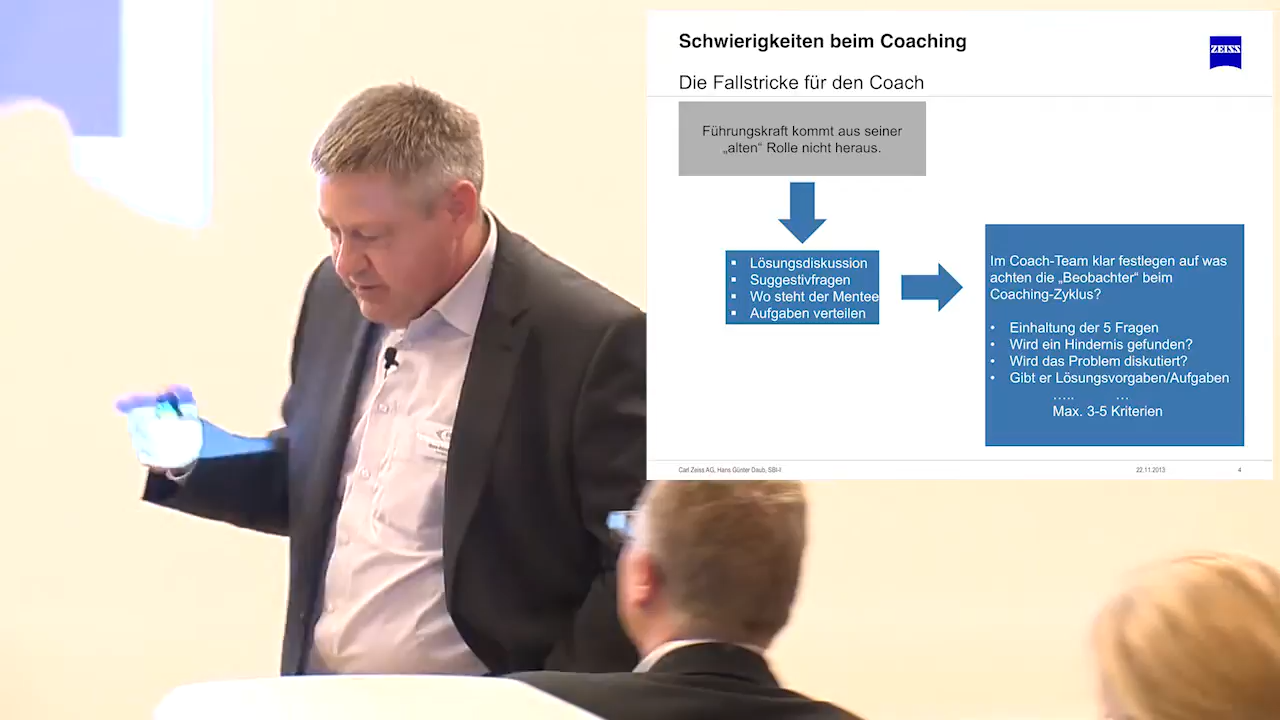 Schwierigkeiten beim Coaching
ZEISS
Die Fallstricke für den Coach
Führungskraft kommt aus seiner
„alten“ Rolle nicht heraus.
▪ Lösungsdiskussion
▪ Suggestivfragen
▪ Wo steht der Mentee
▪ Aufgaben verteilen
Im Coach-Team klar festlegen auf was
achten die „Beobachter“ beim
Coaching-Zyklus?
• Einhaltung der 5 Fragen
• Wird ein Hindernis gefunden?
• Wird das Problem diskutiert?
• Gibt er Lösungsvorgaben/Aufgaben
….. …
Max. 3-5 Kriterien
Carl Zeiss AG, Hans Günter Daub, SBI-I
22.11.2013
4